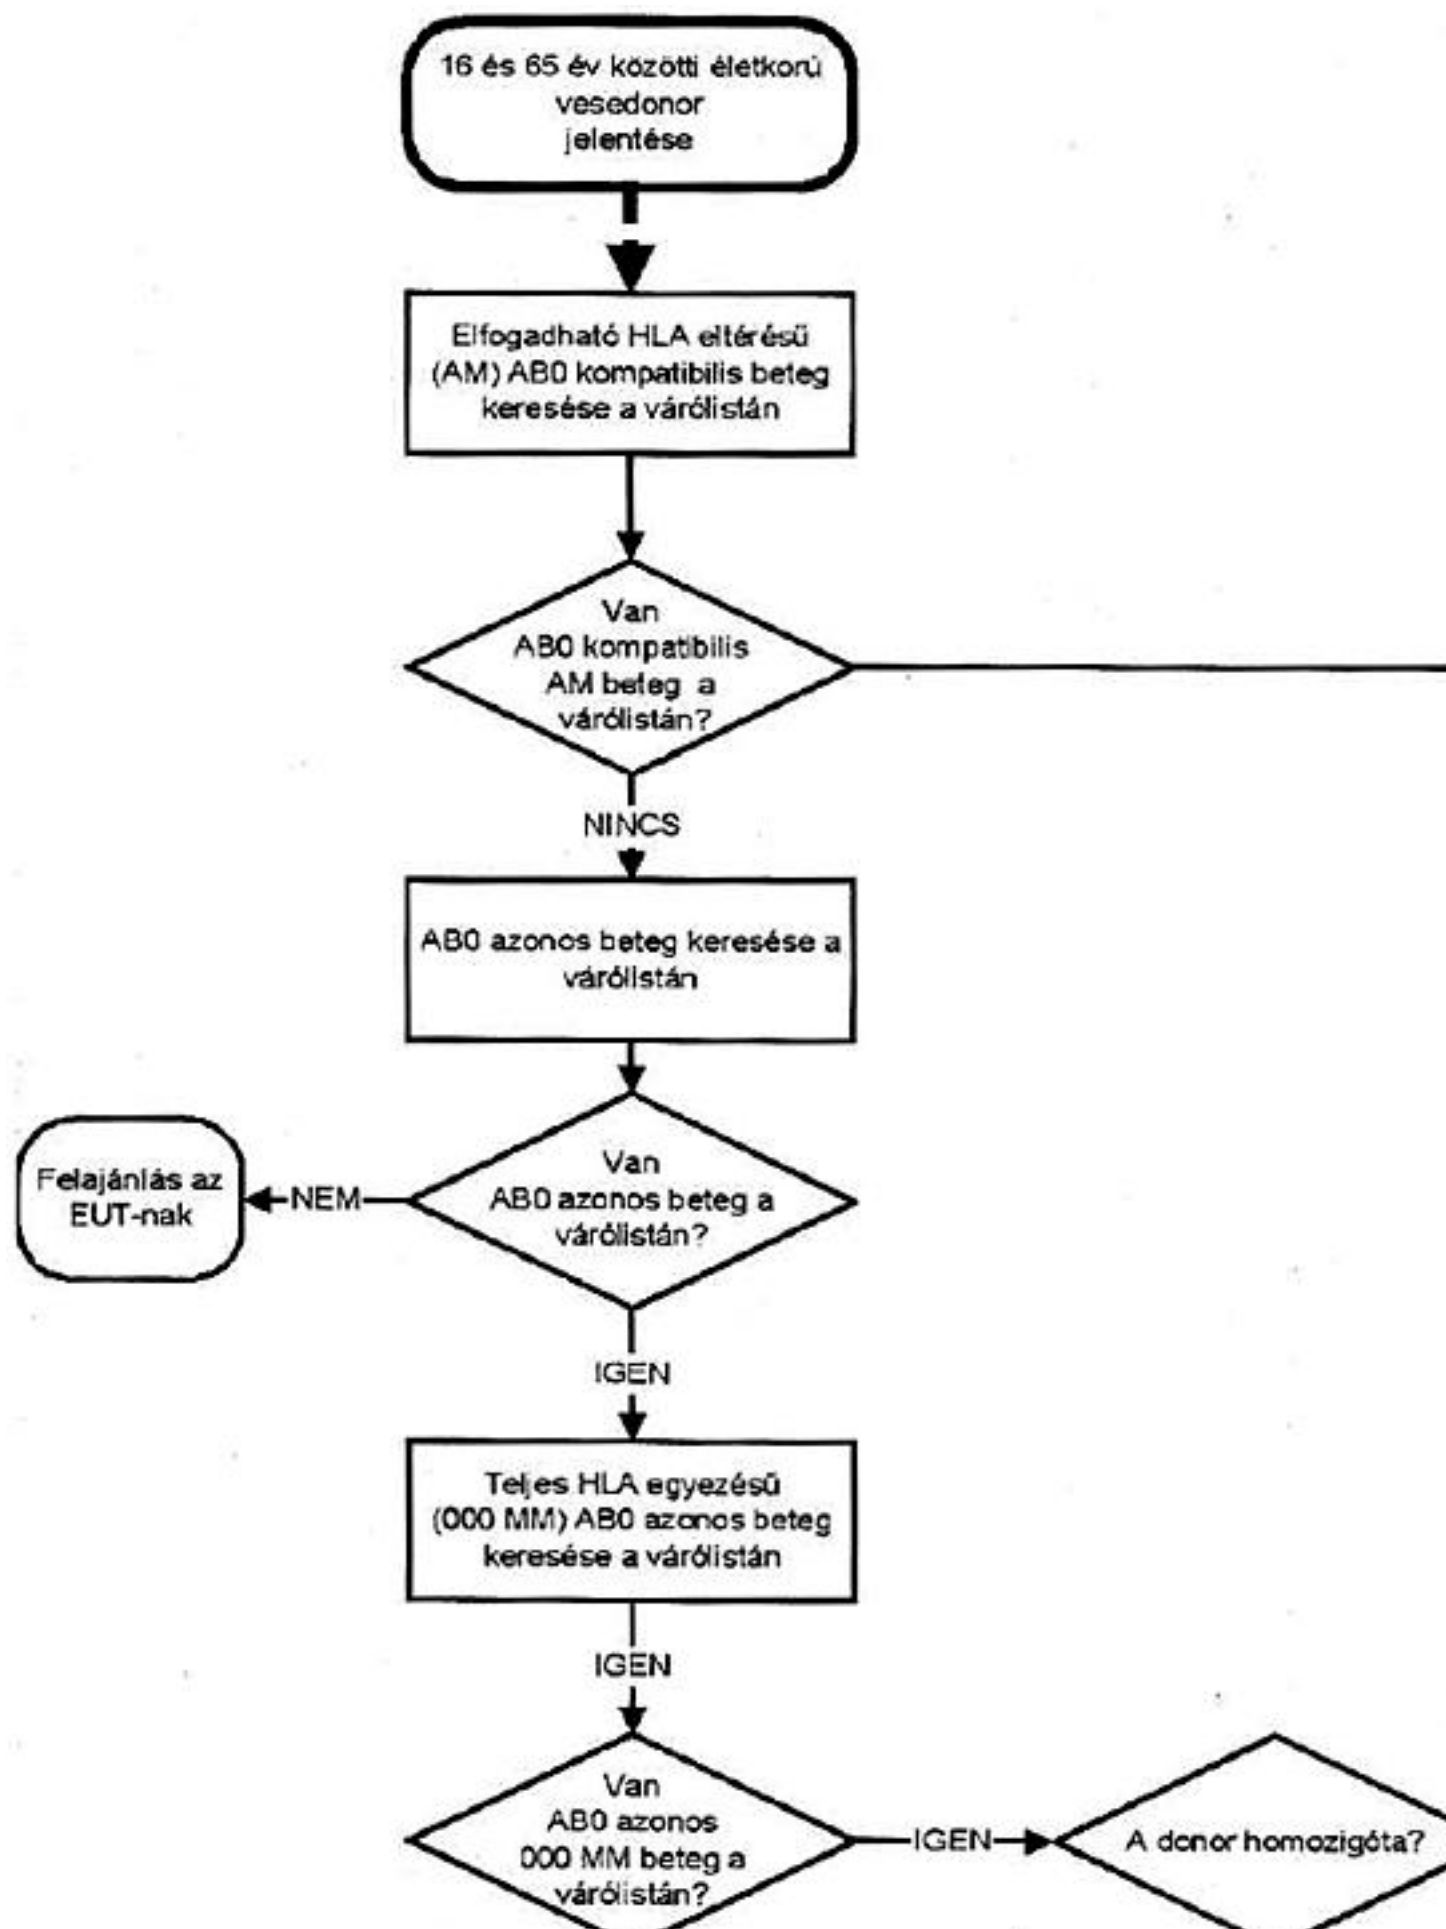 16 és 65 év közötti életkorú
vesedonor
jelentése
Elfogadható HLA eltérésű
(AM) AB0 kompatibilis beteg
keresése a várólistán
Van
AB0 kompatibilis
AM beteg a
várólistán?
NINCS
AB0 azonos beteg keresése a
várólistán
Van
AB0 azonos beteg a
várólistán?
NEM
Felajánlás az
EUT-nak
IGEN
Teljes HLA egyezésű
(000 MM) AB0 azonos beteg
keresése a várólistán
IGEN
Van
AB0 azonos
000 MM beteg a
várólistán?
IGEN
A donor homozigóta?